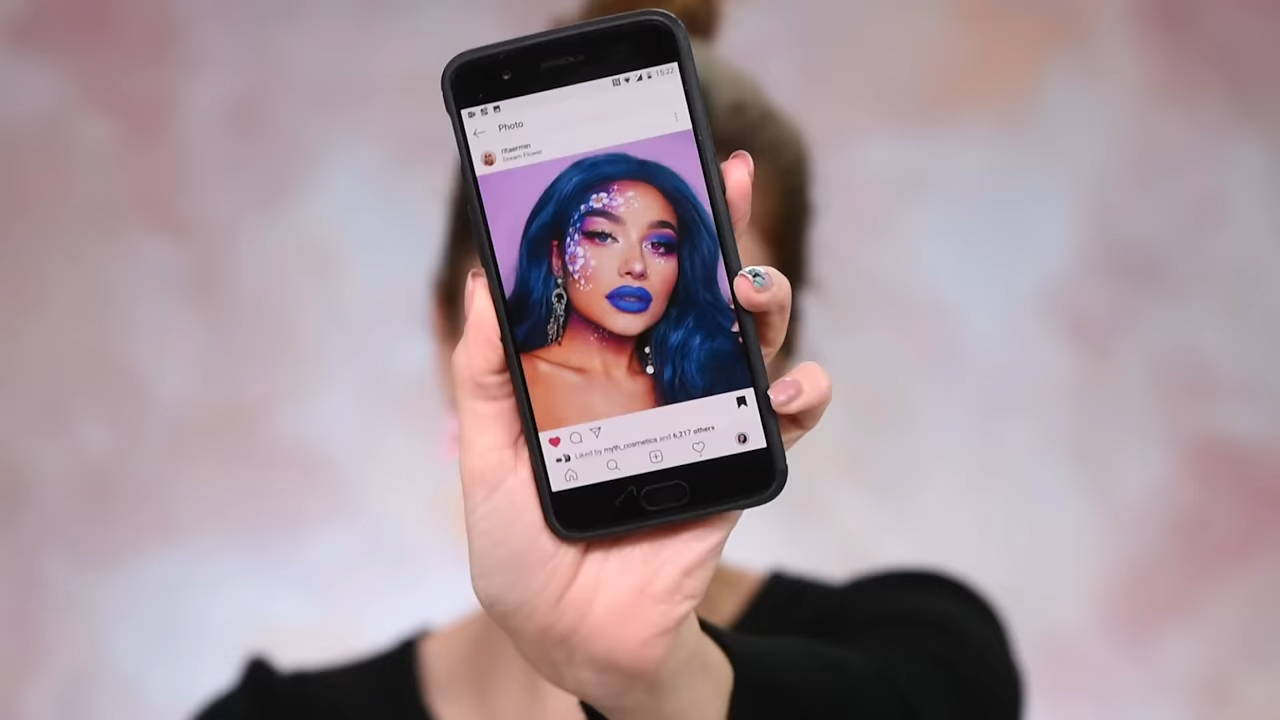 15:22
Photo
ritaermin
Dream Flower
Liked by myth_cosmetics and 6,217 others